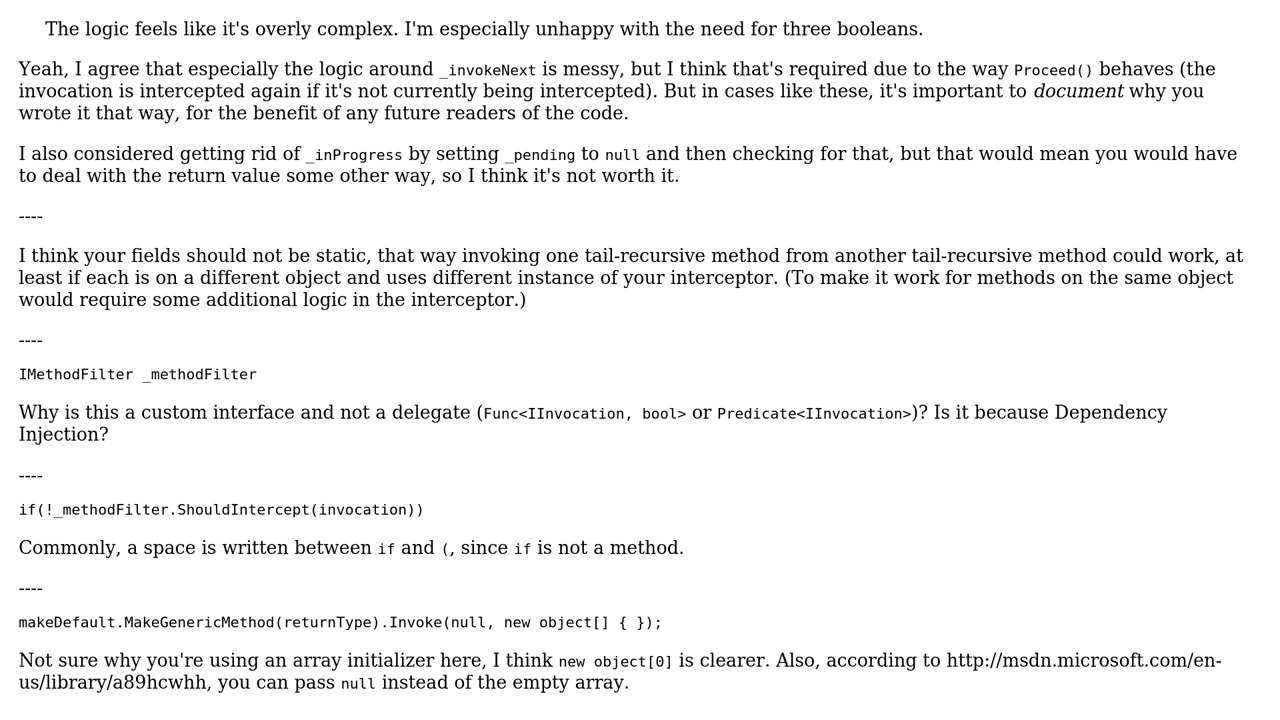 The logic feels like it's overly complex. I'm especially unhappy with the need for three booleans.
Yeah, I agree that especially the logic around _invokeNext is messy, but I think that's required due to the way Proceed() behaves (the
invocation is intercepted again if it's not currently being intercepted). But in cases like these, it's important to document why you
wrote it that way, for the benefit of any future readers of the code.
I also considered getting rid of _inProgress by setting _pending to null and then checking for that, but that would mean you would have
to deal with the return value some other way, so I think it's not worth it.
----
I think your fields should not be static, that way invoking one tail-recursive method from another tail-recursive method could work, at
least if each is on a different object and uses different instance of your interceptor. (To make it work for methods on the same object
would require some additional logic in the interceptor.)
----
IMethodFilter _methodFilter
Why is this a custom interface and not a delegate (Func<IInvocation, bool> or Predicate<IInvocation>)? Is it because Dependency
Injection?
----
if(!_methodFilter.ShouldIntercept(invocation))
Commonly, a space is written between if and (, since if is not a method.
----
makeDefault.MakeGenericMethod(returnType).Invoke(null, new object[] { });
Not sure why you're using an array initializer here, I think new object[0] is clearer. Also, according to http://msdn.microsoft.com/en-
us/library/a89hcwhh, you can pass null instead of the empty array.